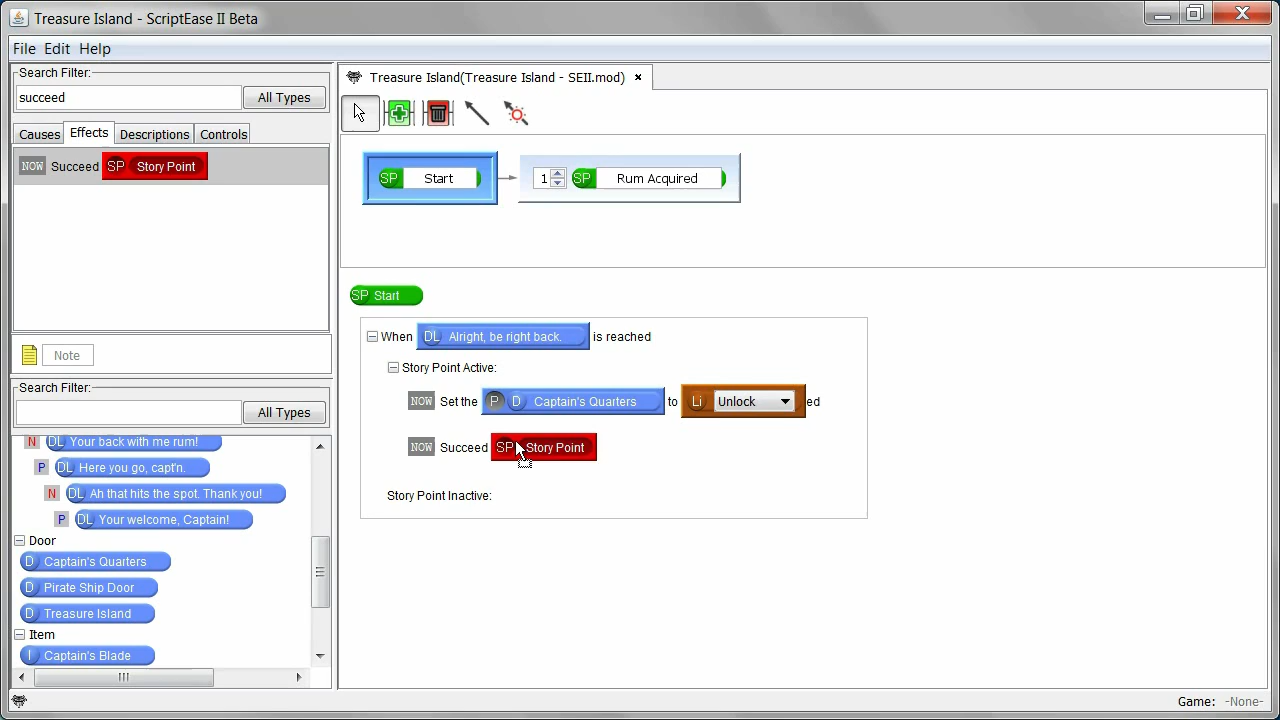 Treasure Island - ScriptEase II Beta
File Edit Help
Search Filter:
succeed
All Types
Causes Effects Descriptions Controls
NOW Succeed SP Story Point
Note
Search Filter:
All Types
N DL Your back with me rum!
P DL Here you go, capt'n.
N DL Ah that hits the spot. Thank you!
P DL Your welcome, Captain!
Door
D Captain's Quarters
D Pirate Ship Door
D Treasure Island
Item
I Captain's Blade
Treasure Island(Treasure Island - SEII.mod)
SP Start
1 SP Rum Acquired
SP Start
When DL Alright, be right back. is reached
Story Point Active:
NOW Set the P D Captain's Quarters to Li Unlock ed
NOW Succeed SP Story Point
Story Point Inactive:
Game: -None-